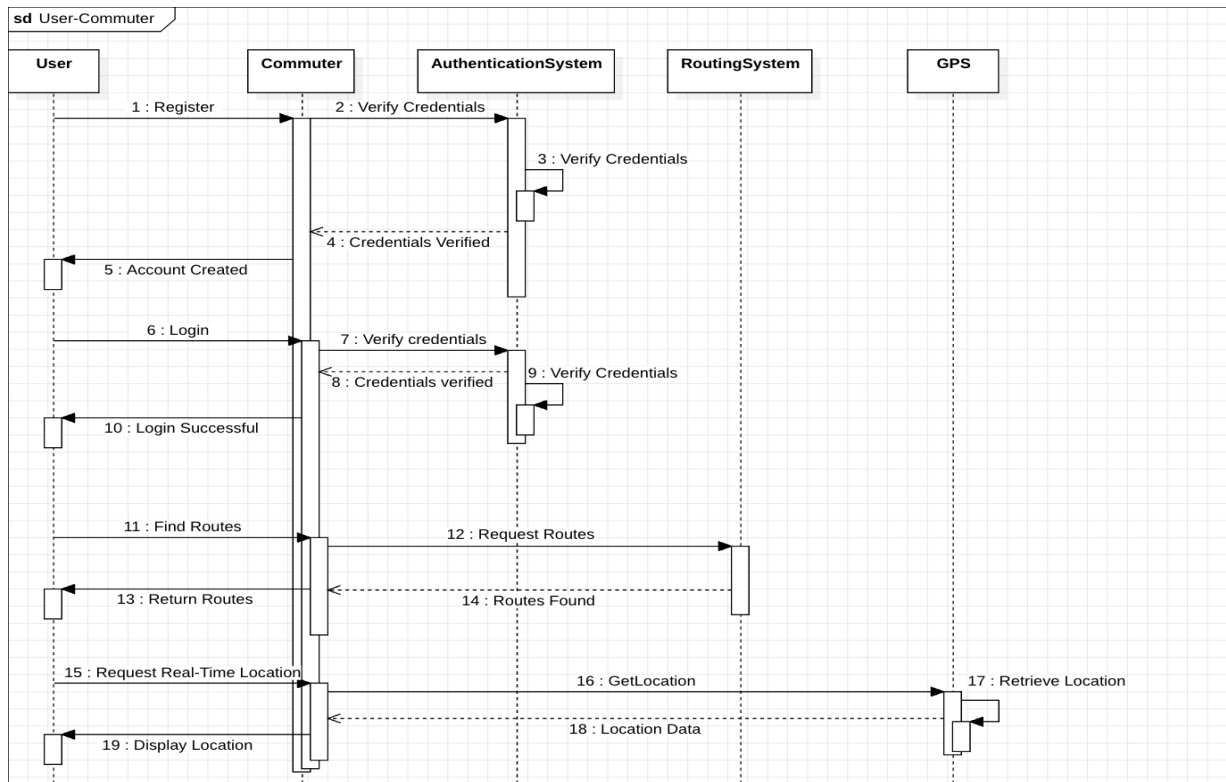 sd User-Commuter
User
Commuter
AuthenticationSystem
RoutingSystem
GPS
1 : Register
2 : Verify Credentials
3 : Verify Credentials
4 : Credentials Verified
5 : Account Created
6 : Login
7 : Verify credentials
8 : Credentials verified
9 : Verify Credentials
10 : Login Successful
11 : Find Routes
12 : Request Routes
13 : Return Routes
14 : Routes Found
15 : Request Real-Time Location
16 : GetLocation
17 : Retrieve Location
18 : Location Data
19 : Display Location